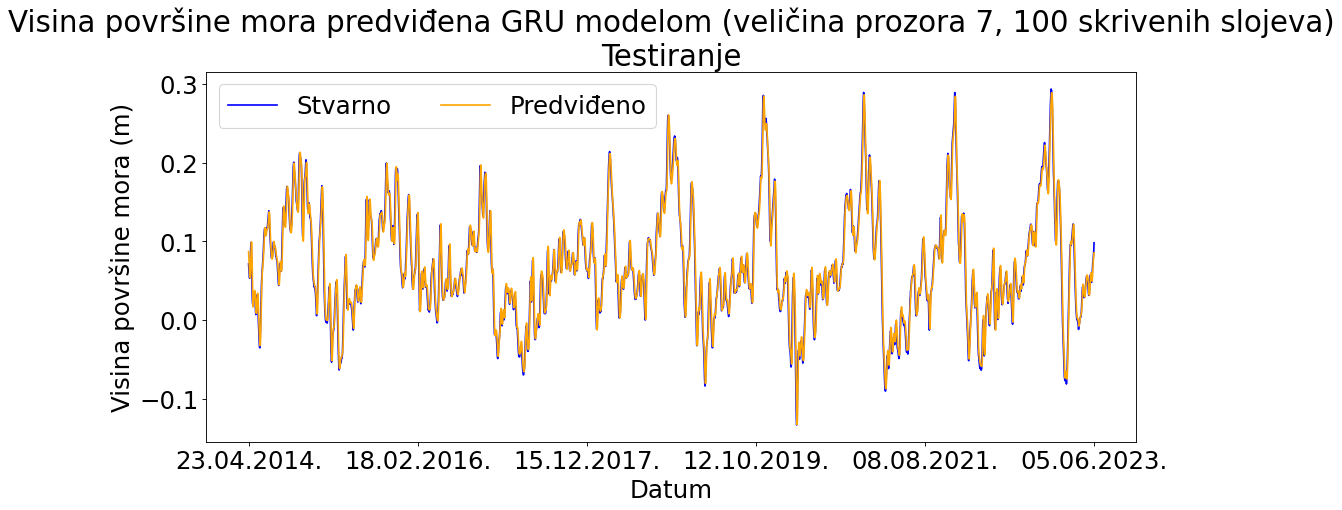 Visina površine mora predviđena GRU modelom (veličina prozora 7, 100 skrivenih slojeva)
Testiranje
Stvarno
Predviđeno
Visina površine mora (m)
0.3
0.2
0.1
0.0
−0.1
23.04.2014.
18.02.2016.
15.12.2017.
12.10.2019.
08.08.2021.
05.06.2023.
Datum